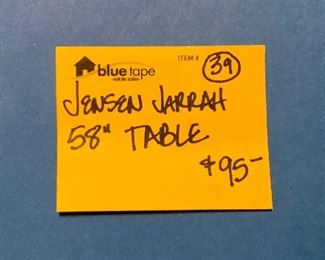 ITEM # 39
blue tape
-estate sales-
JENSEN JARRAH
58" TABLE
$95-